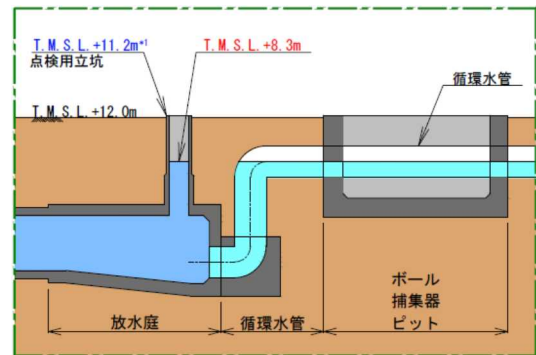 T.M.S.L.+11.2m*1
点検用立坑
T.M.S.L.+8.3m
T.M.S.L.+12.0m
循環水管
放水庭
循環水管
ボール
捕集器
ピット